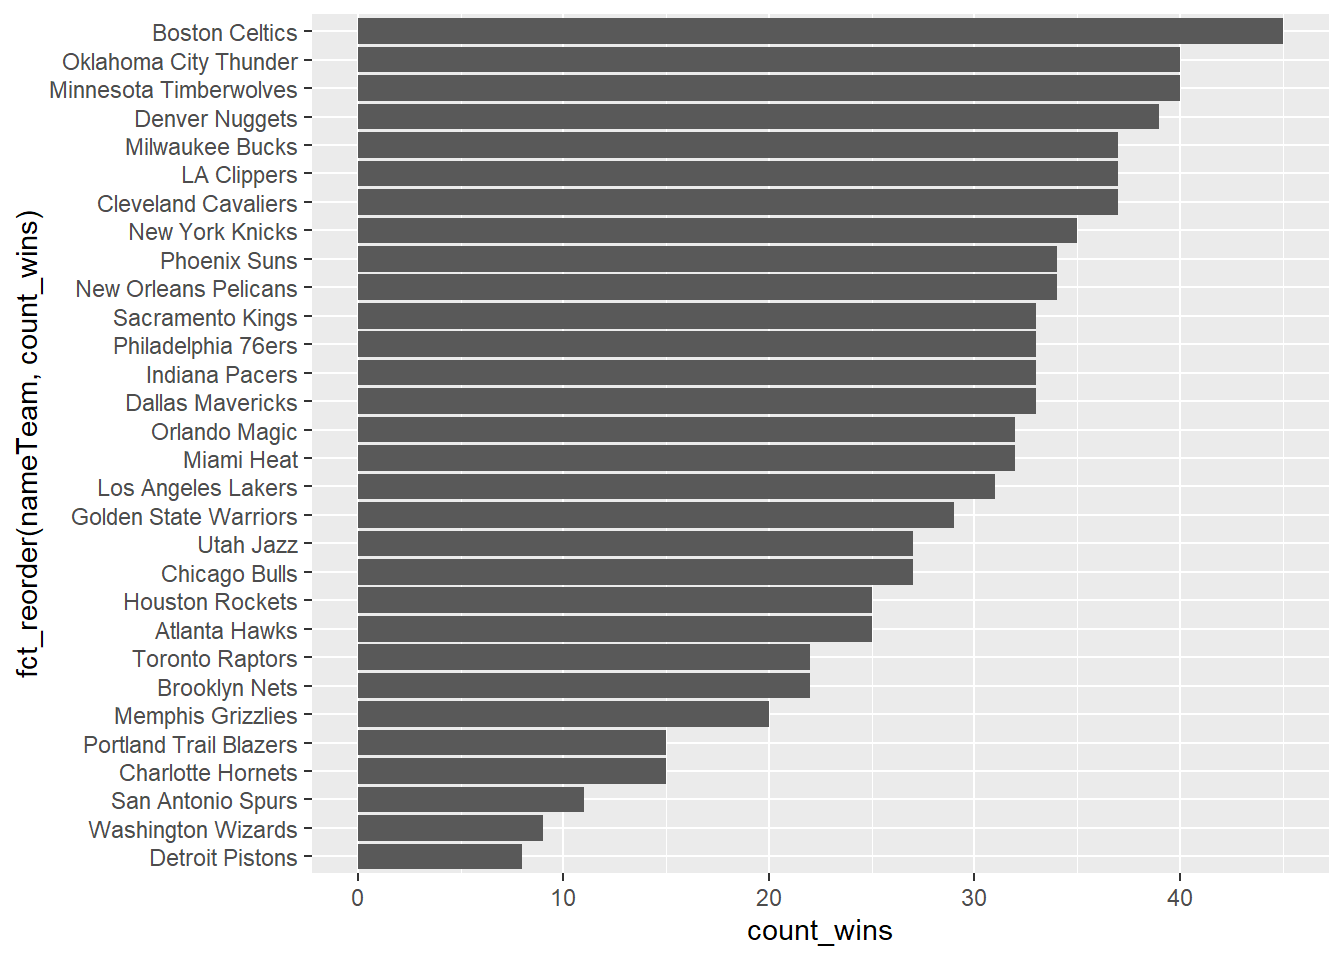 fct_reorder(nameTeam, count_wins)
Boston Celtics
Oklahoma City Thunder
Minnesota Timberwolves
Denver Nuggets
Milwaukee Bucks
LA Clippers
Cleveland Cavaliers
New York Knicks
Phoenix Suns
New Orleans Pelicans
Sacramento Kings
Philadelphia 76ers
Indiana Pacers
Dallas Mavericks
Orlando Magic
Miami Heat
Los Angeles Lakers
Golden State Warriors
Utah Jazz
Chicago Bulls
Houston Rockets
Atlanta Hawks
Toronto Raptors
Brooklyn Nets
Memphis Grizzlies
Portland Trail Blazers
Charlotte Hornets
San Antonio Spurs
Washington Wizards
Detroit Pistons
0 10 20 30 40
count_wins